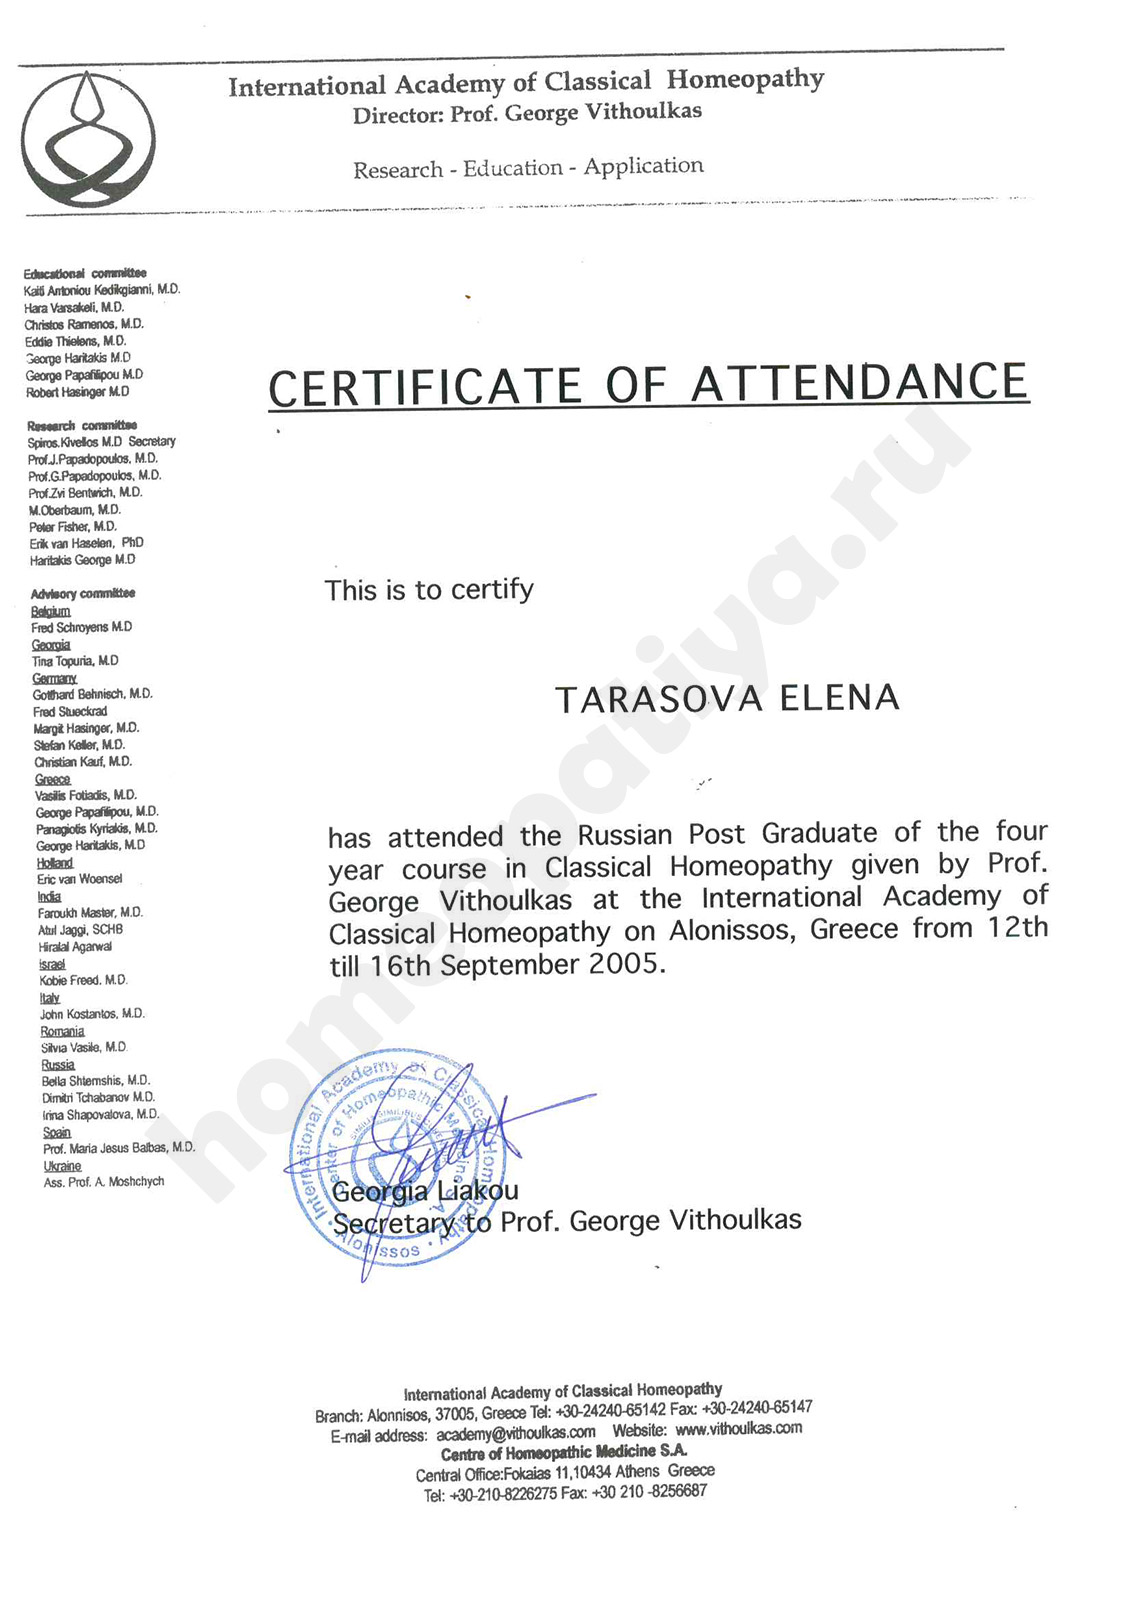 International Academy of Classical Homeopathy
Director: Prof. George Vithoulkas
Research - Education - Application
Educational committee
Kaiti Antoniou Kedikgianni, M.D.
Hara Varsakeli, M.D.
Christos Ramenos, M.D.
Eddie Thielens, M.D.
George Haritakis M.D
George Papafilipou M.D
Robert Hasinger M.D
Research committee
Spiros.Kivellos M.D Secretary
Prof.J.Papadopoulos, M.D.
Prof.G.Papadopoulos, M.D.
Prof.Zvi Bentwich, M.D.
M.Oberbaum, M.D.
Peter Fisher, M.D.
Erik van Haselen, PhD
Haritakis George M.D
Advisory committee
Belgium
Fred Schroyens M.D
Georgia
Tina Topuria, M.D
Germany
Gotthard Behnisch, M.D.
Fred Stueckrad
Margit Hasinger, M.D.
Stefan Keller, M.D.
Christian Kauf, M.D.
Greece
Vasilis Fotiadis, M.D.
George Papafilipou, M.D.
Panagiotis Kyriakis, M.D.
George Haritakis, M.D
Holland
Eric van Woensel
India
Faroukh Master, M.D.
Atul Jaggi, SCHB
Hiralal Agarwal
Israel
Kobie Freed, M.D.
Italy
John Kostantos, M.D.
Romania
Silvia Vasile, M.D.
Russia
Bella Shtemshis, M.D.
Dimitri Tchabanov M.D.
Irina Shapovalova, M.D.
Spain
Prof. Maria Jesus Balbas, M.D.
Ukraine
Ass. Prof. A. Moshchych
CERTIFICATE OF ATTENDANCE
This is to certify
TARASOVA ELENA
has attended the Russian Post Graduate of the four
year course in Classical Homeopathy given by Prof.
George Vithoulkas at the International Academy of
Classical Homeopathy on Alonissos, Greece from 12th
till 16th September 2005.
International Academy of Classical Homeopathy
Alonissos
Center of Homeopathic Medicine S.A.
Georgia Liakou
Secretary to Prof. George Vithoulkas
International Academy of Classical Homeopathy
Branch: Alonnisos, 37005, Greece Tel: +30-24240-65142 Fax: +30-24240-65147
E-mail address: academy@vithoulkas.com Website: www.vithoulkas.com
Centre of Homeopathic Medicine S.A.
Central Office:Fokaias 11,10434 Athens Greece
Tel: +30-210-8226275 Fax: +30 210 -8256687
homeopatiya.ru